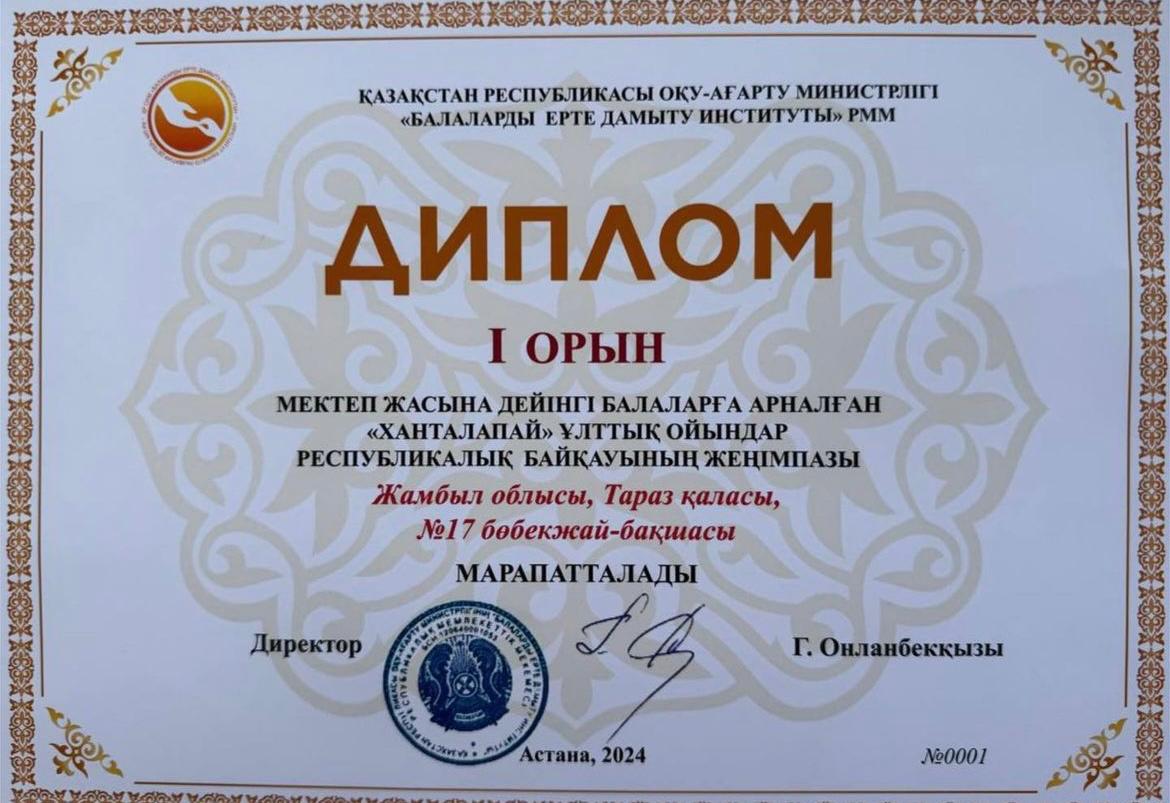 ҚАЗАҚСТАН РЕСПУБЛИКАСЫ ОҚУ-АҒАРТУ МИНИСТРЛІГІ
«БАЛАЛАРДЫ ЕРТЕ ДАМЫТУ ИНСТИТУТЫ» РММ
ДИПЛОМ
I ОРЫН
МЕКТЕП ЖАСЫНА ДЕЙІНГІ БАЛАЛАРҒА АРНАЛҒАН
«ХАНТАЛАПАЙ» ҰЛТТЫҚ ОЙЫНДАР
РЕСПУБЛИКАЛЫҚ БАЙҚАУЫНЫҢ ЖЕҢІМПАЗЫ
Жамбыл облысы, Тараз қаласы,
№17 бөбекжай-бақшасы
МАРАПАТТАЛАДЫ
Директор
Г. Онланбекқызы
Астана, 2024
№0001